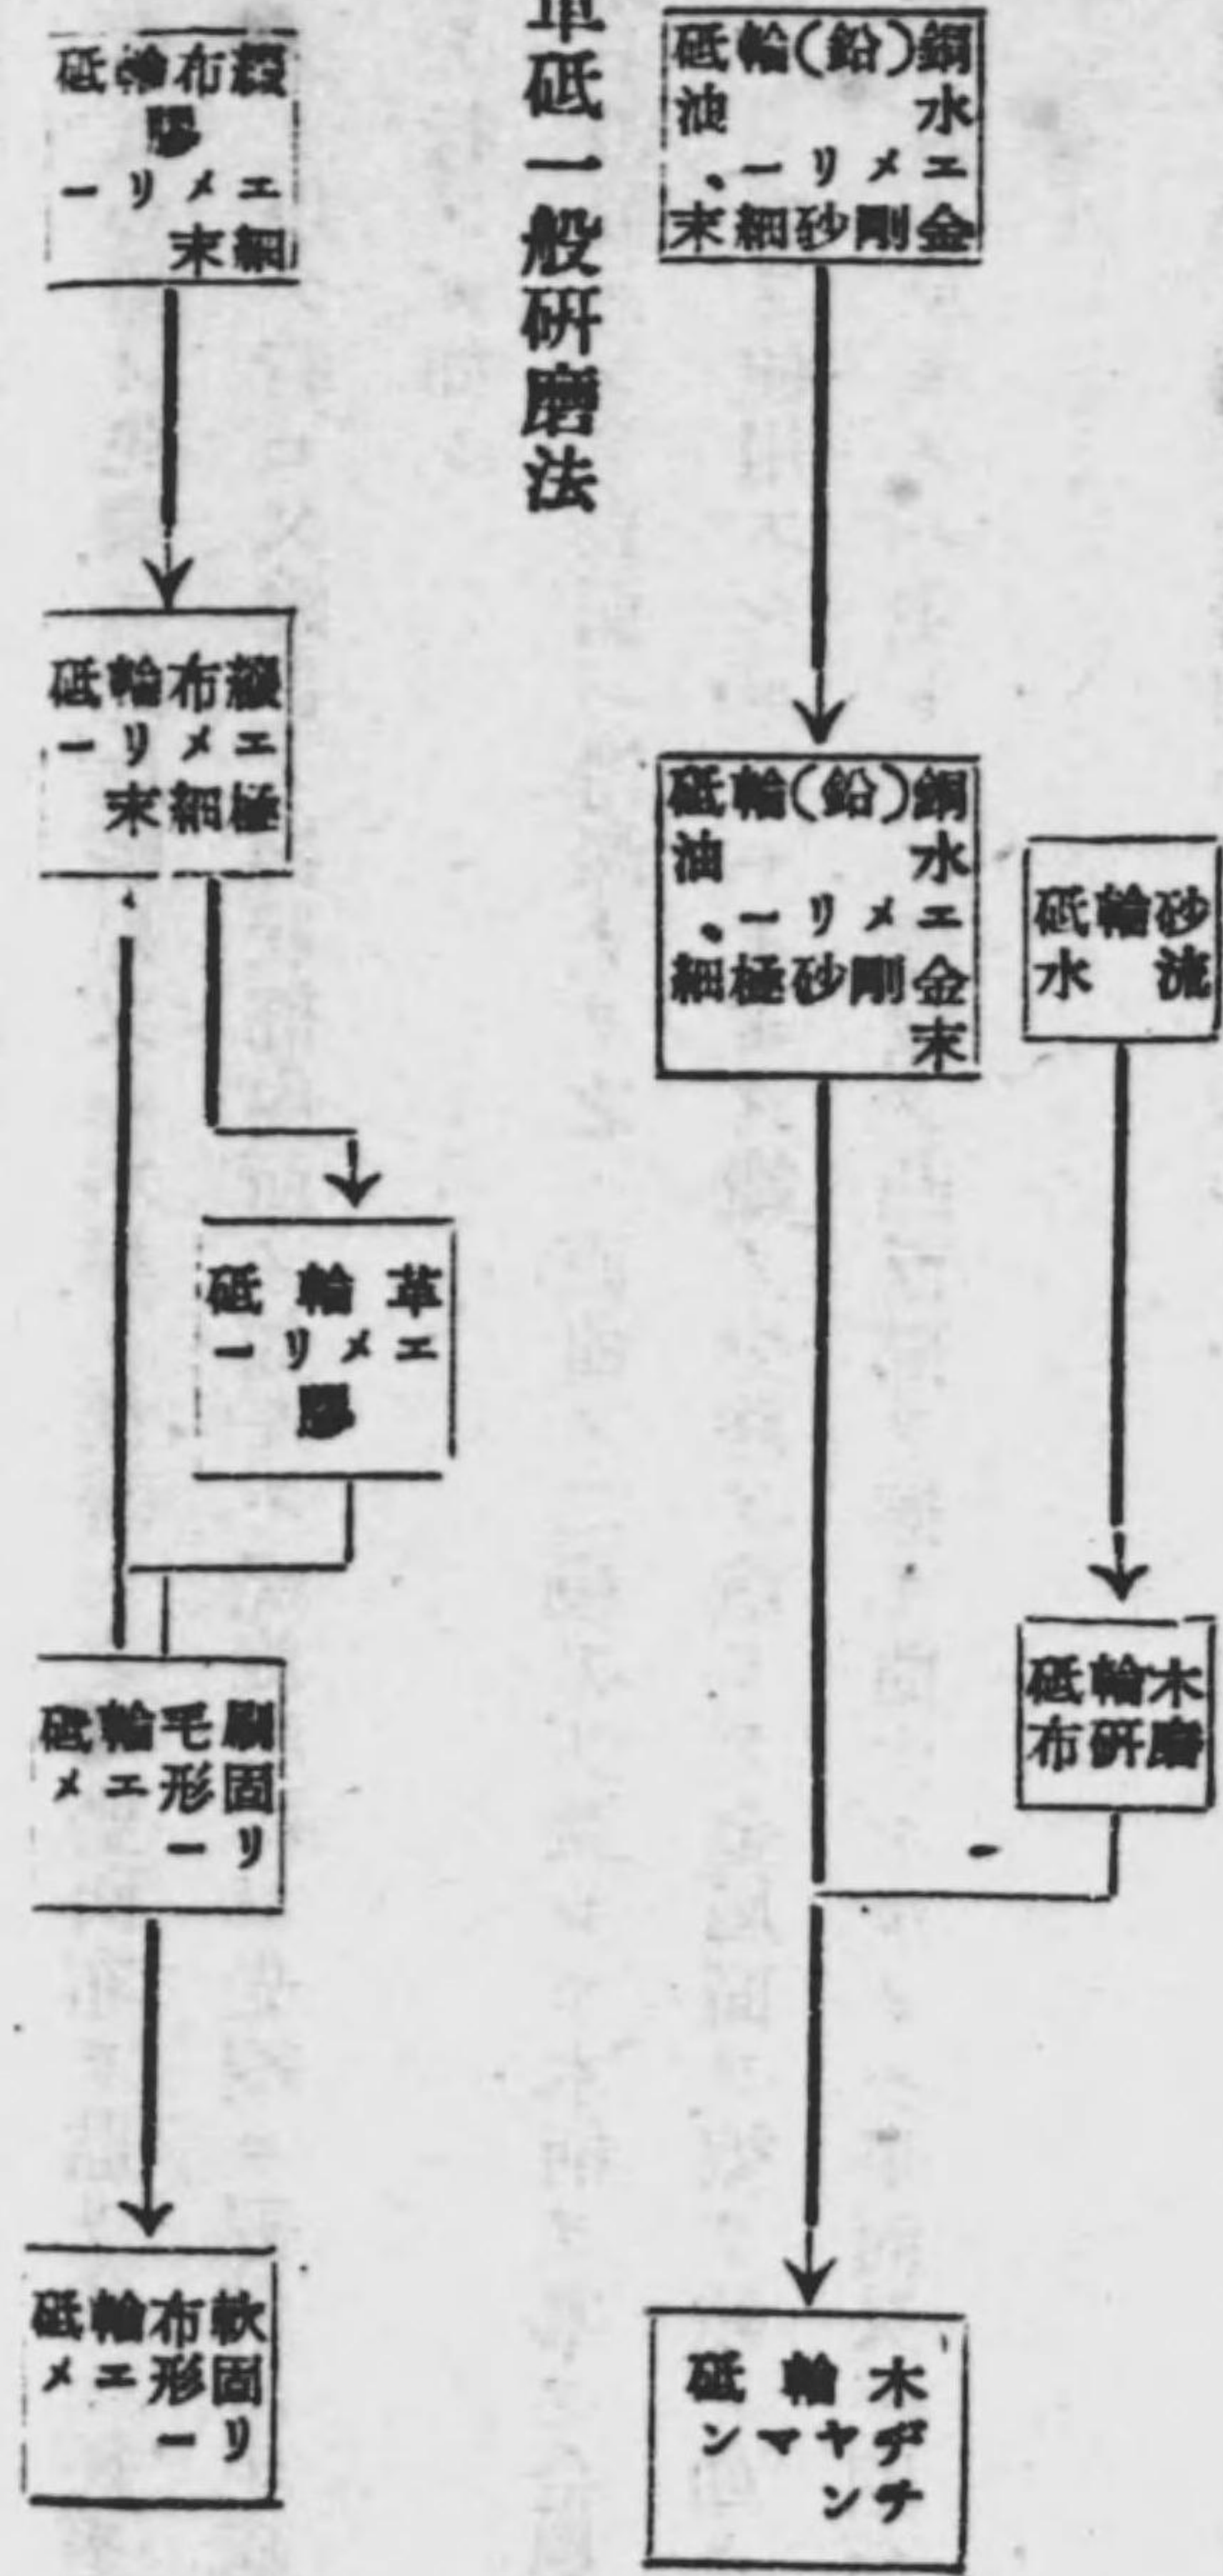 銅(鉛)輪砥
水　油
エメリー、
金剛砂細末
銅(鉛)輪砥
水　油
エメリー、
金剛砂極細
末
砂輪砥
流　水
木輪砥
磨硏布
木輪砥
ヂヤマン
チン
砥一般硏磨法
綴布輪砥
膠
エメリー
細末
綴布輪砥
エメリー
極細末
革輪砥
エメリー
膠
刷毛輪砥
固形エメ
リー
軟布輪砥
固形エメ
リー